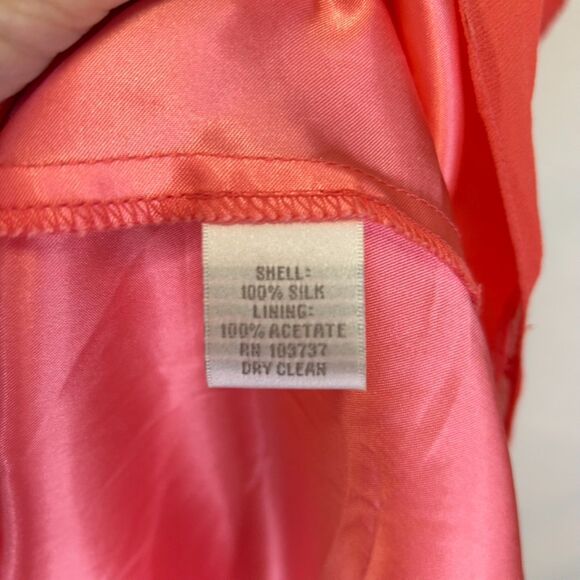 SHELL:
100% SILK
LINING:
100% ACETATE
RN 103737
DRY CLEAN